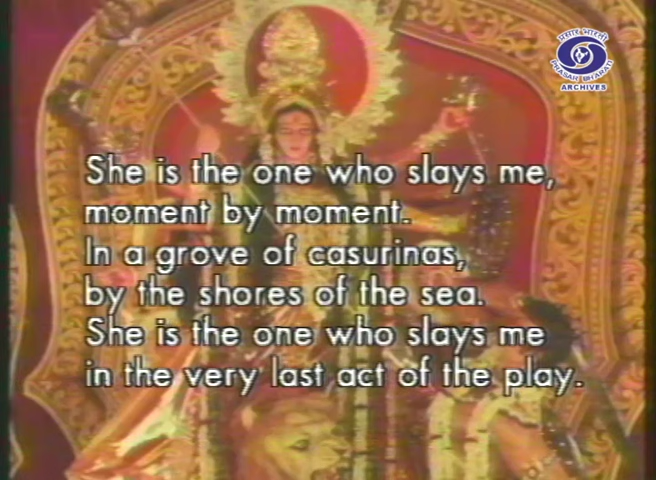 प्रसार भारती
PRASAR BHARATI
ARCHIVES
She is the one who slays me,
moment by moment.
In a grove of casurinas,
by the shores of the sea.
She is the one who slays me
in the very last act of the play.